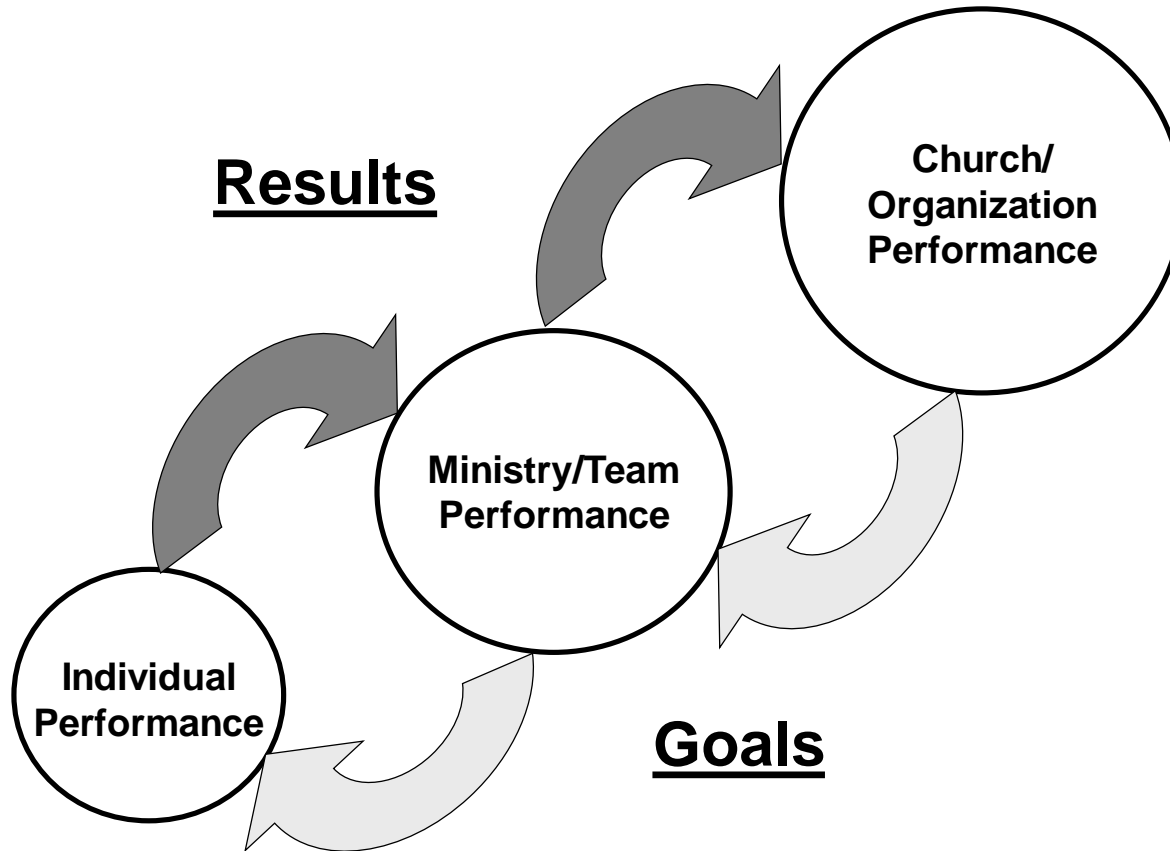 Church/
Organization
Performance
Results
Ministry/Team
Performance
Individual
Performance
Goals